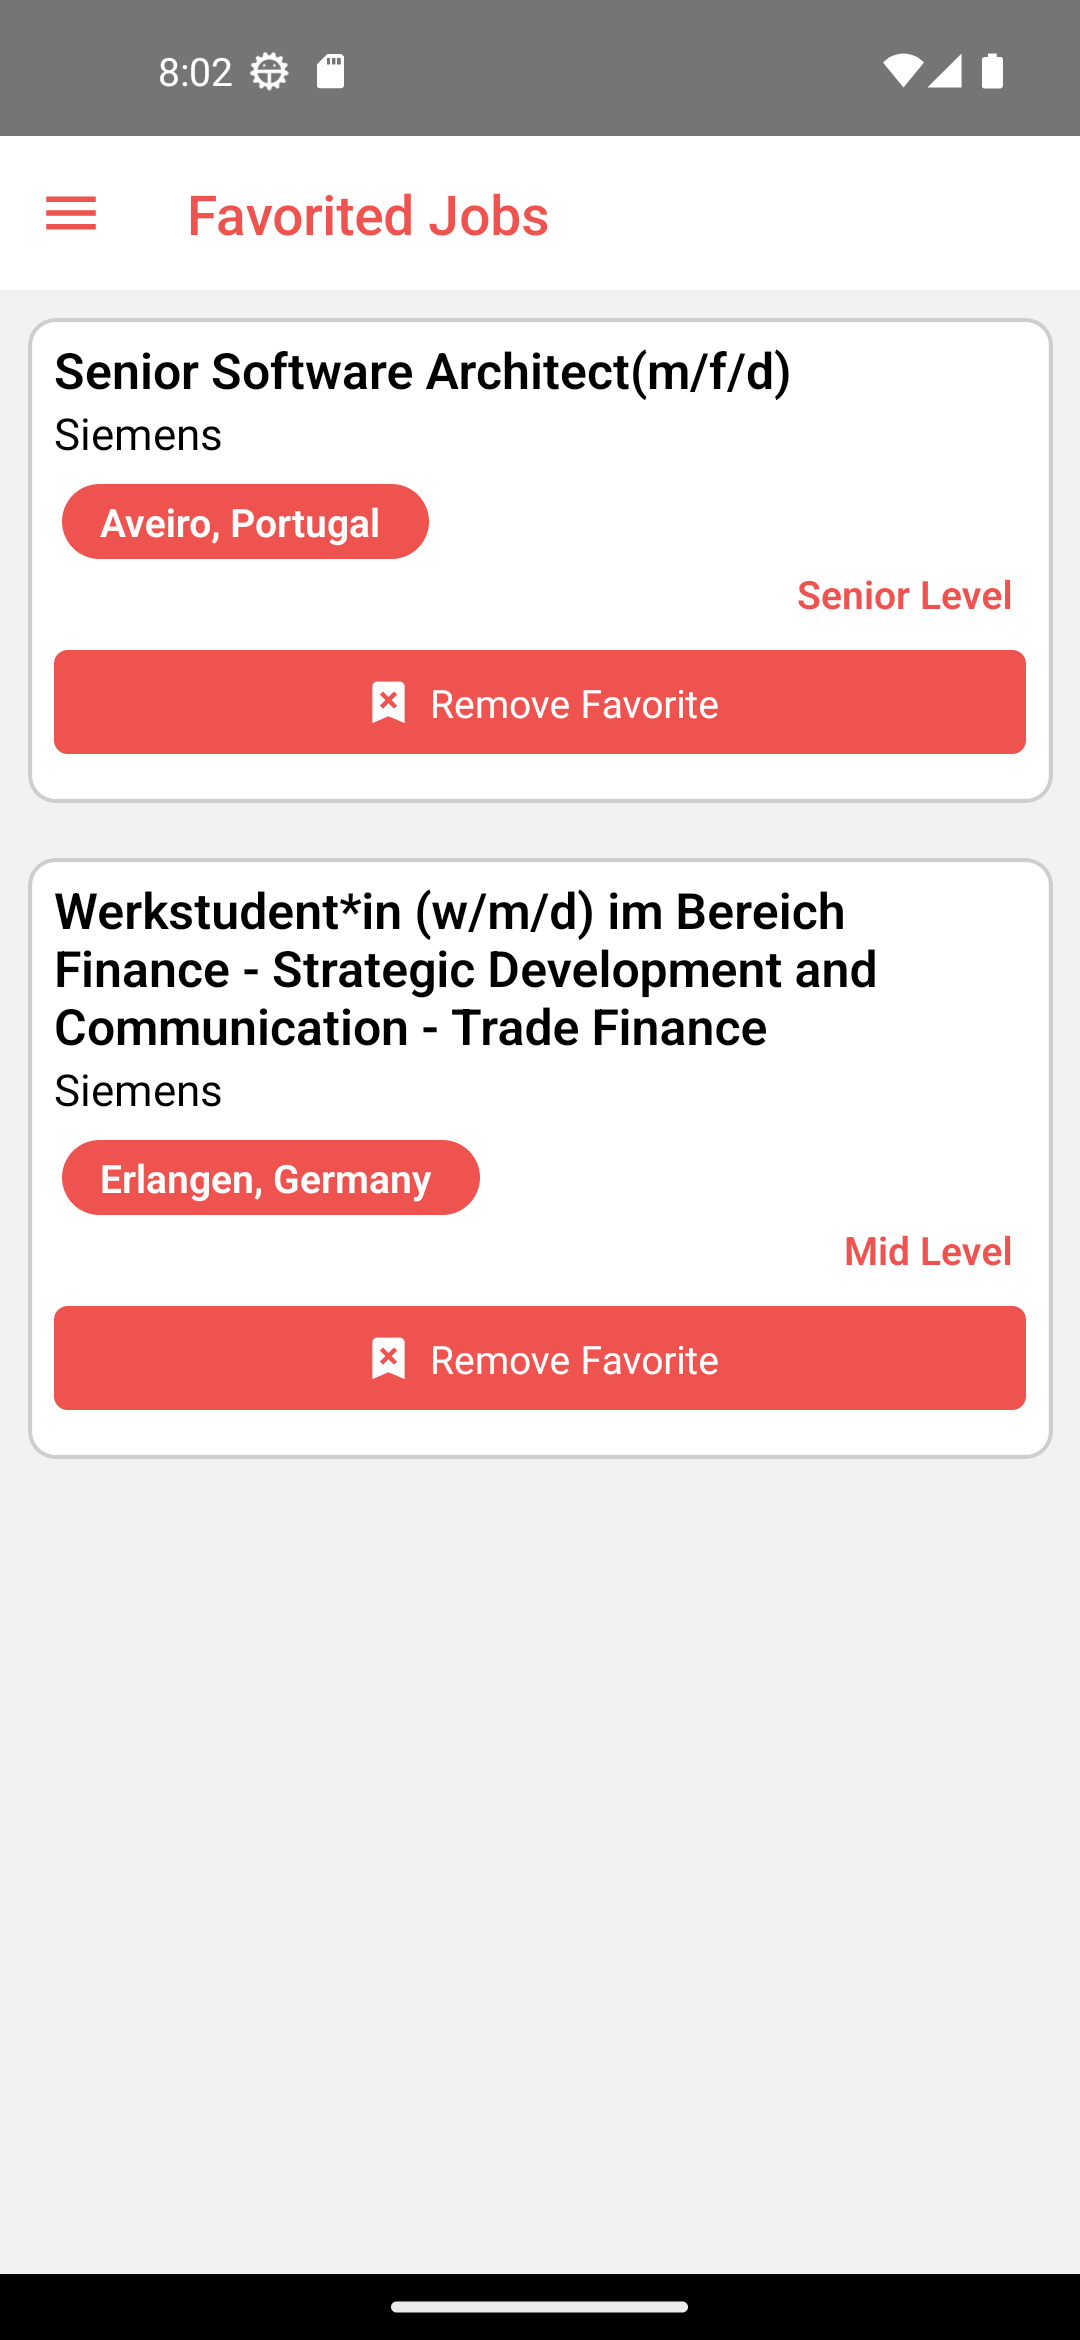 8:02
Favorited Jobs
Senior Software Architect(m/f/d)
Siemens
Aveiro, Portugal
Senior Level
Remove Favorite
Werkstudent*in (w/m/d) im Bereich
Finance - Strategic Development and
Communication - Trade Finance
Siemens
Erlangen, Germany
Mid Level
Remove Favorite